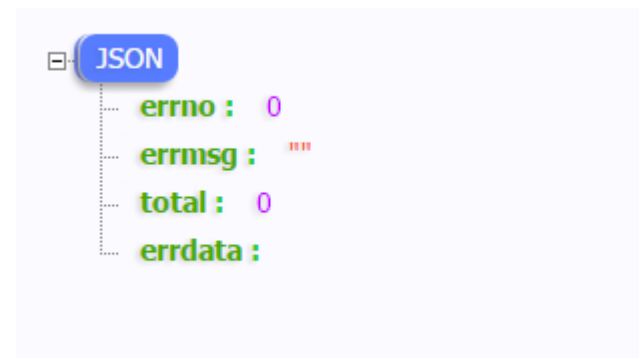 JSON
errno : 0
errmsg : ""
total : 0
errdata :